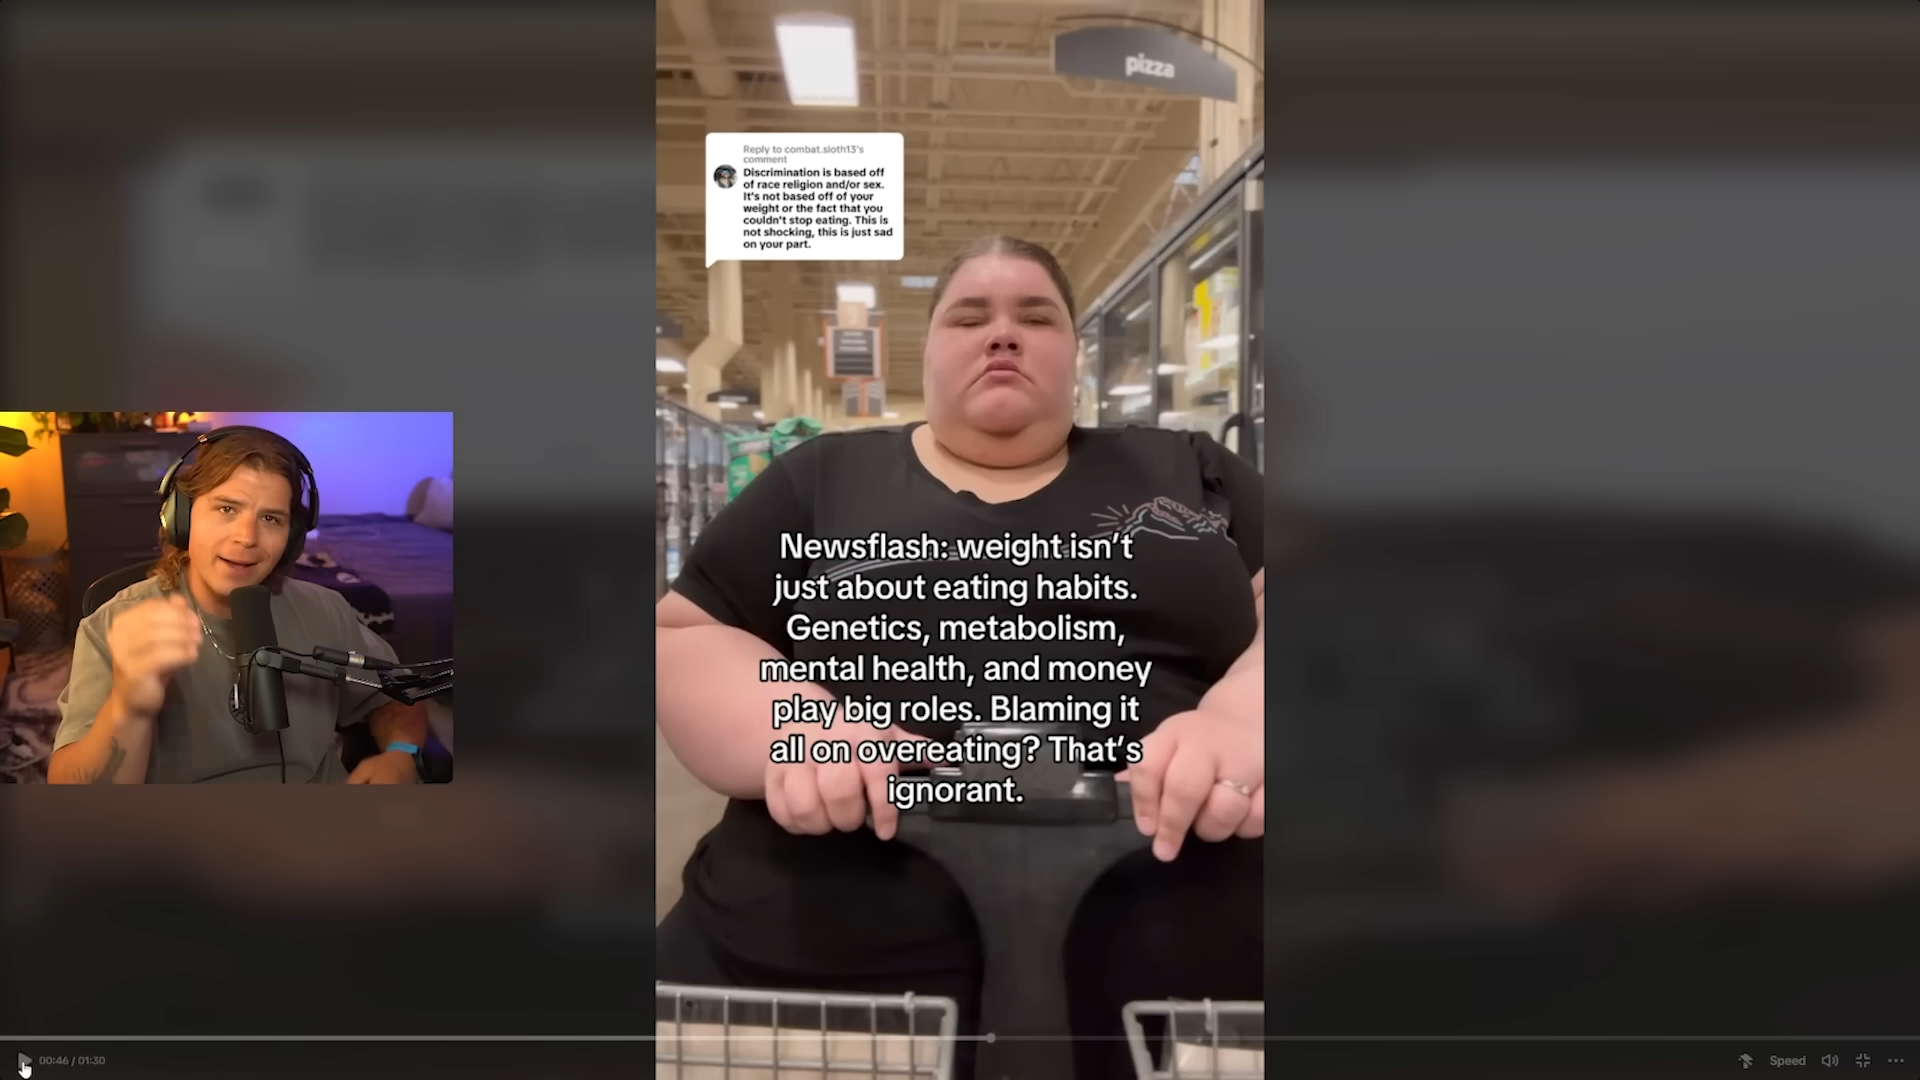 pizza
Reply to combat.sloth13's
comment
Discrimination is based off
of race religion and/or sex.
It's not based off of your
weight or the fact that you
couldn't stop eating. This is
not shocking, this is just sad
on your part.
Newsflash: weight isn't
just about eating habits.
Genetics, metabolism,
mental health, and money
play big roles. Blaming it
all on overeating? That's
ignorant.
00:46 / 01:30
Speed